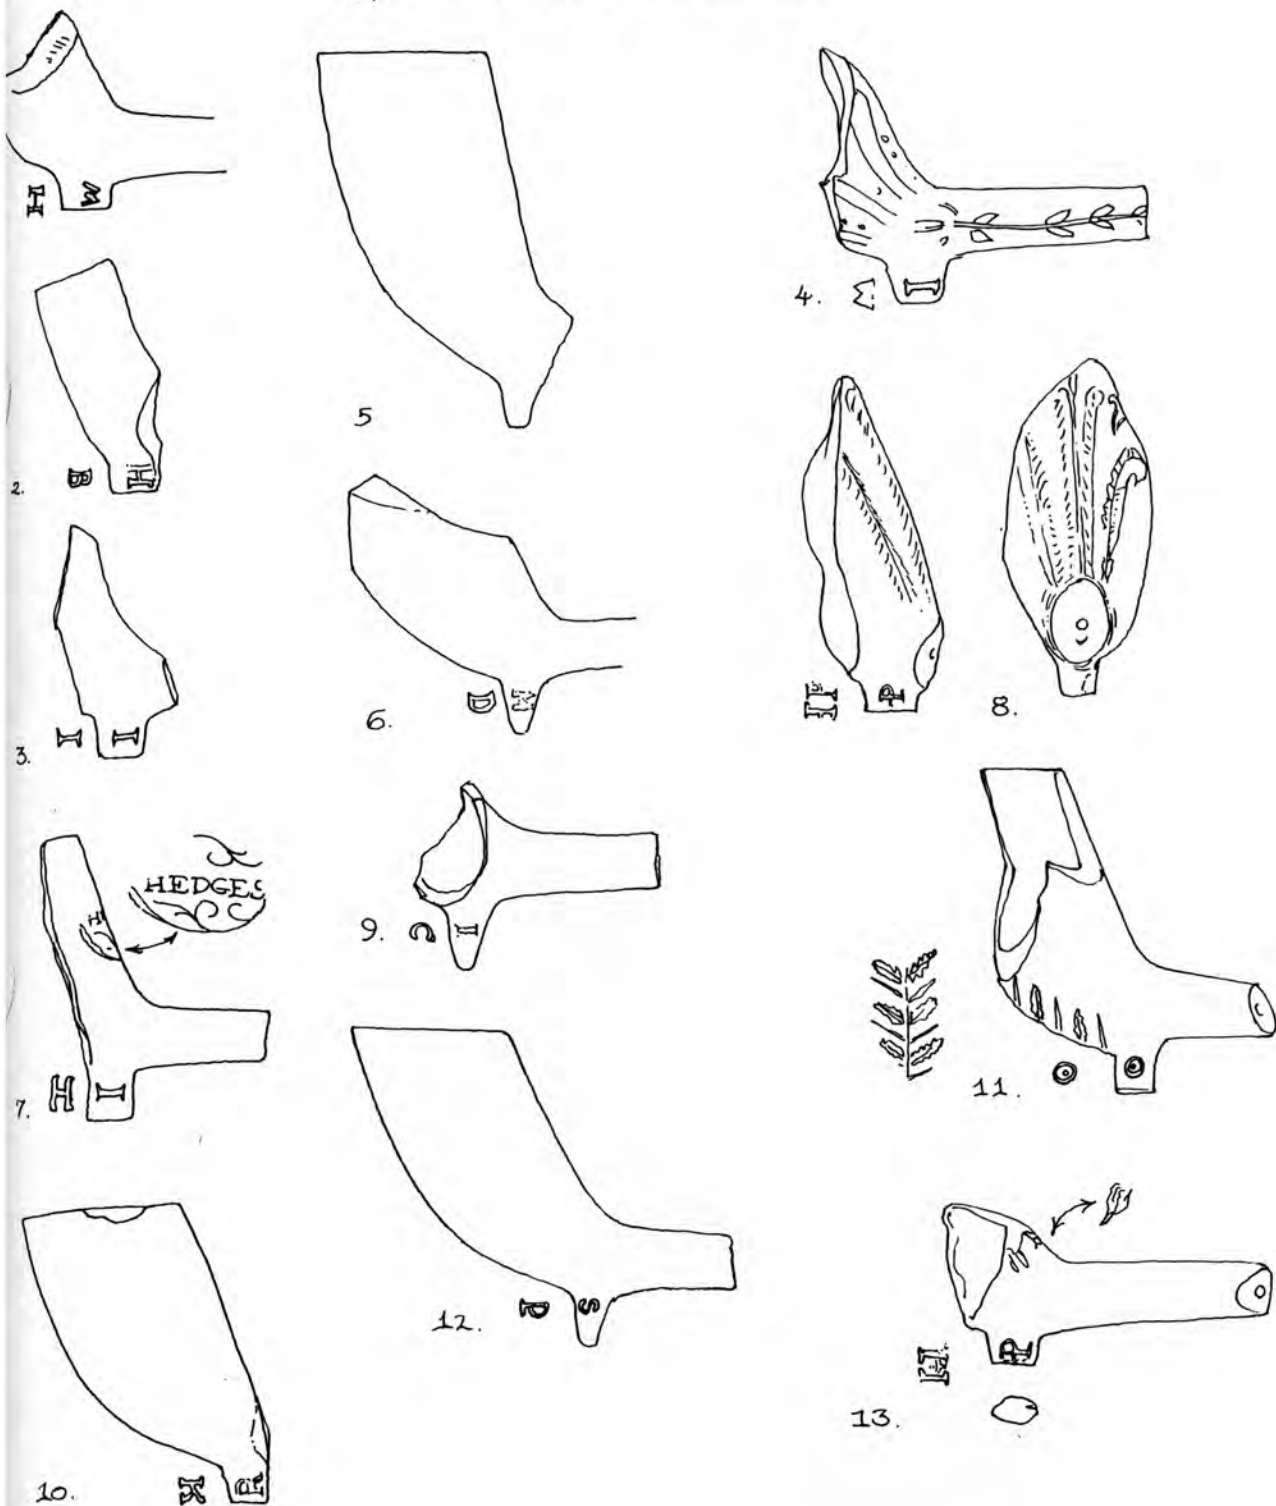 H W
2. B H
3. I I
HEDGES
H
7. H I
10. K P
5
6. D
9. C I
12. P S
4. M I
P
8.
11.
13. H P